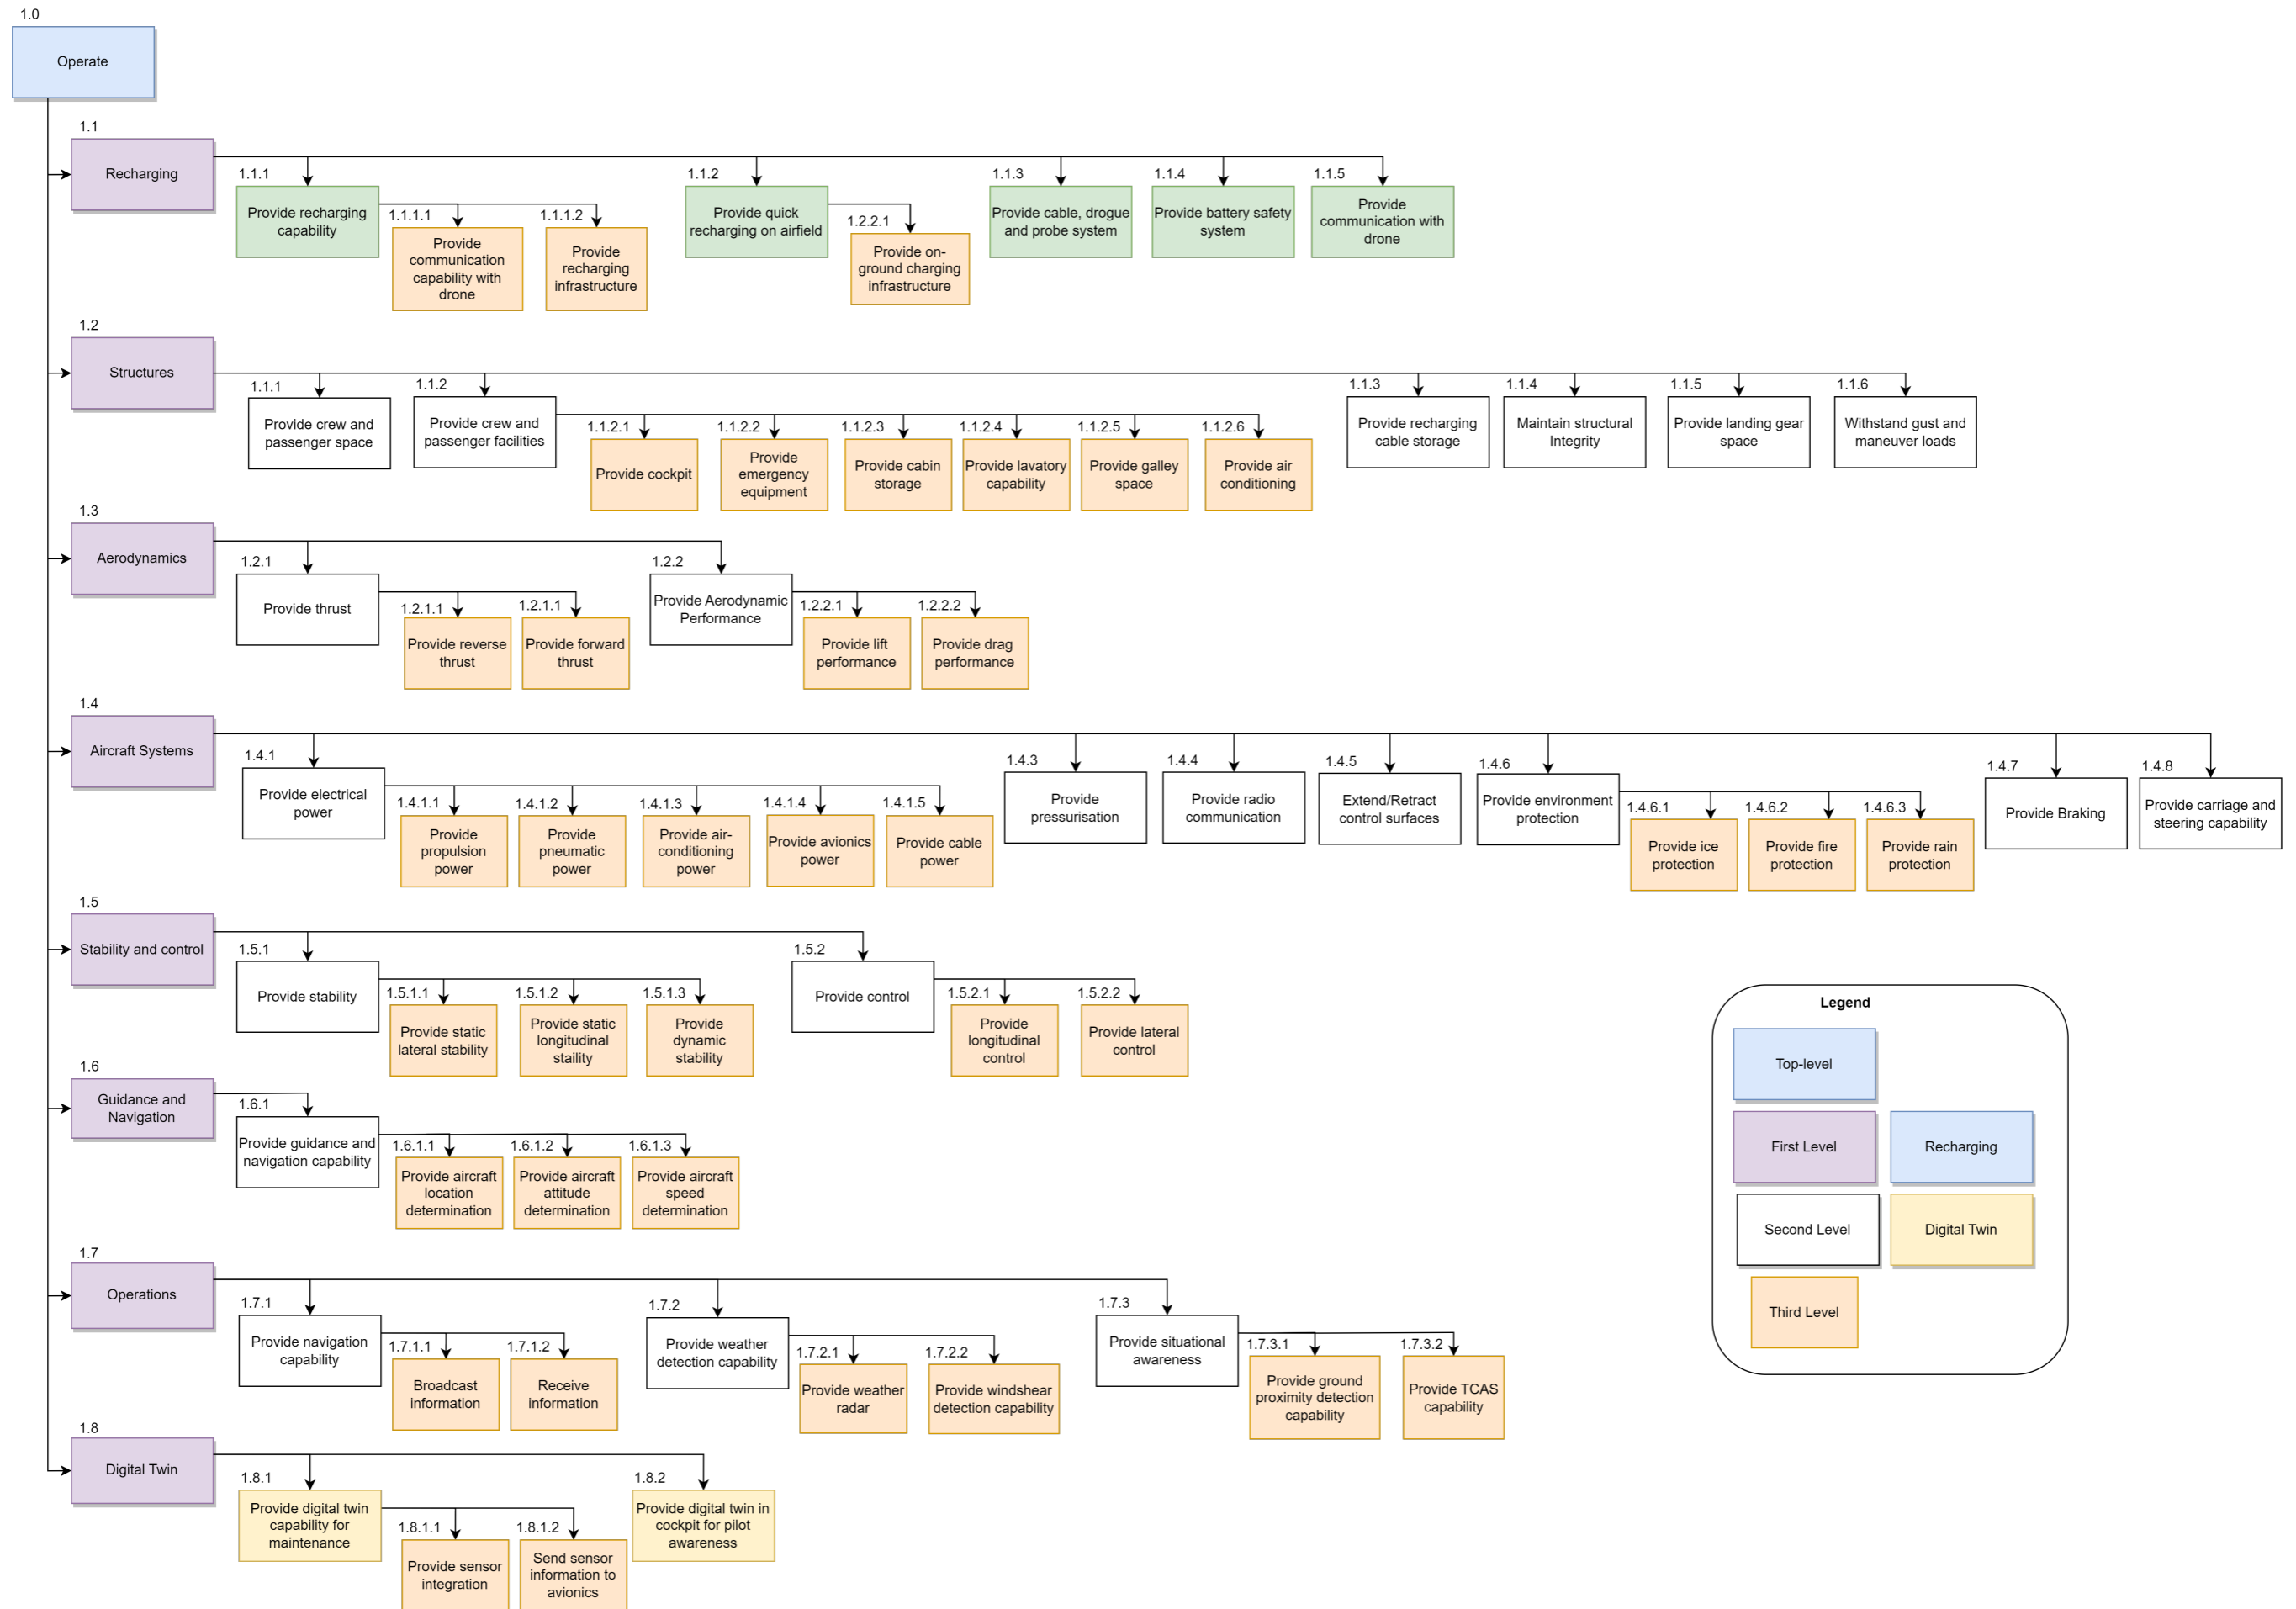 1.0
Operate
1.1
Recharging
1.1.1
Provide recharging
capability
1.1.1.1
Provide
communication
capability with
drone
1.1.1.2
Provide
recharging
infrastructure
1.1.2
Provide quick
recharging on airfield
1.2.2.1
Provide on-
ground charging
infrastructure
1.1.3
Provide cable, drogue
and probe system
1.1.4
Provide battery safety
system
1.1.5
Provide
communication with
drone
1.2
Structures
1.1.1
Provide crew and
passenger space
1.1.2
Provide crew and
passenger facilities
1.1.2.1
Provide cockpit
1.1.2.2
Provide
emergency
equipment
1.1.2.3
Provide cabin
storage
1.1.2.4
Provide lavatory
capability
1.1.2.5
Provide galley
space
1.1.2.6
Provide air
conditioning
1.1.3
Provide recharging
cable storage
1.1.4
Maintain structural
Integrity
1.1.5
Provide landing gear
space
1.1.6
Withstand gust and
maneuver loads
1.3
Aerodynamics
1.2.1
Provide thrust
1.2.1.1
Provide reverse
thrust
1.2.1.1
Provide forward
thrust
1.2.2
Provide Aerodynamic
Performance
1.2.2.1
Provide lift
performance
1.2.2.2
Provide drag
performance
1.4
Aircraft Systems
1.4.1
Provide electrical
power
1.4.1.1
Provide
propulsion
power
1.4.1.2
Provide
pneumatic
power
1.4.1.3
Provide air-
conditioning
power
1.4.1.4
Provide avionics
power
1.4.1.5
Provide cable
power
1.4.3
Provide
pressurisation
1.4.4
Provide radio
communication
1.4.5
Extend/Retract
control surfaces
1.4.6
Provide environment
protection
1.4.6.1
Provide ice
protection
1.4.6.2
Provide fire
protection
1.4.6.3
Provide rain
protection
1.4.7
Provide Braking
1.4.8
Provide carriage and
steering capability
1.5
Stability and control
1.5.1
Provide stability
1.5.1.1
Provide static
lateral stability
1.5.1.2
Provide static
longitudinal
staility
1.5.1.3
Provide
dynamic
stability
1.5.2
Provide control
1.5.2.1
Provide
longitudinal
control
1.5.2.2
Provide lateral
control
1.6
Guidance and
Navigation
1.6.1
Provide guidance and
navigation capability
1.6.1.1
Provide aircraft
location
determination
1.6.1.2
Provide aircraft
attitude
determination
1.6.1.3
Provide aircraft
speed
determination
1.7
Operations
1.7.1
Provide navigation
capability
1.7.1.1
Broadcast
information
1.7.1.2
Receive
information
1.7.2
Provide weather
detection capability
1.7.2.1
Provide weather
radar
1.7.2.2
Provide windshear
detection capability
1.7.3
Provide situational
awareness
1.7.3.1
Provide ground
proximity detection
capability
1.7.3.2
Provide TCAS
capability
1.8
Digital Twin
1.8.1
Provide digital twin
capability for
maintenance
1.8.1.1
Provide sensor
integration
1.8.1.2
Send sensor
information to
avionics
1.8.2
Provide digital twin in
cockpit for pilot
awareness
Legend
Top-level
First Level
Recharging
Second Level
Digital Twin
Third Level